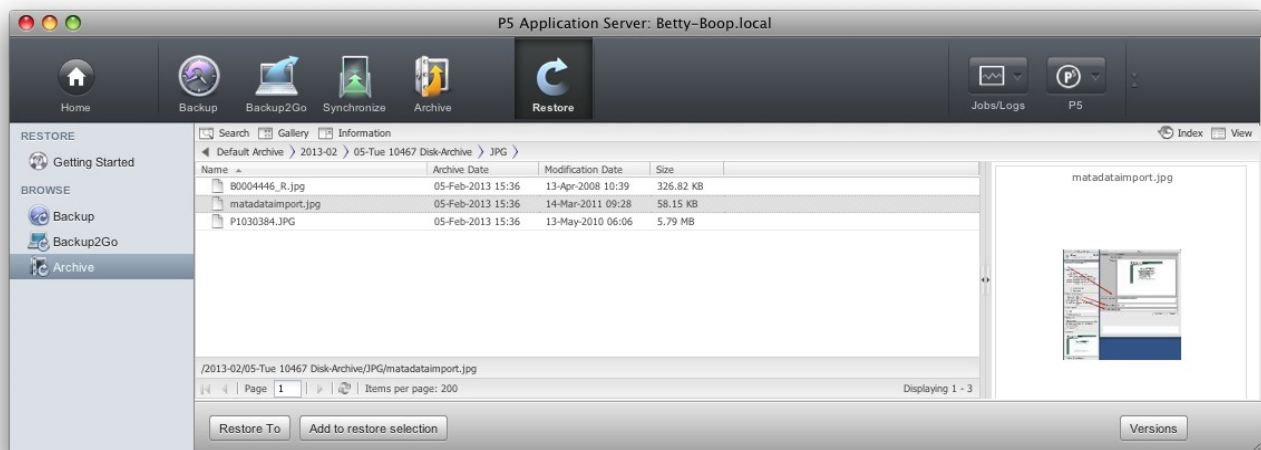 P5 Application Server: Betty-Boop.local
Home Backup Backup2Go Synchronize Archive Restore Jobs/Logs P5
RESTORE
Getting Started
BROWSE
Backup
Backup2Go
Archive
Search Gallery Information Index View
Default Archive 2013-02 05-Tue 10467 Disk-Archive JPG
Name Archive Date Modification Date Size
B0004446_R.jpg 05-Feb-2013 15:36 13-Apr-2008 10:39 326.82 KB
matadataimport.jpg 05-Feb-2013 15:36 14-Mar-2011 09:28 58.15 KB
P1030384.JPG 05-Feb-2013 15:36 13-May-2010 06:06 5.79 MB
matadataimport.jpg
/2013-02/05-Tue 10467 Disk-Archive/JPG/matadataimport.jpg
Page 1 Items per page: 200 Displaying 1 - 3
Restore To Add to restore selection Versions